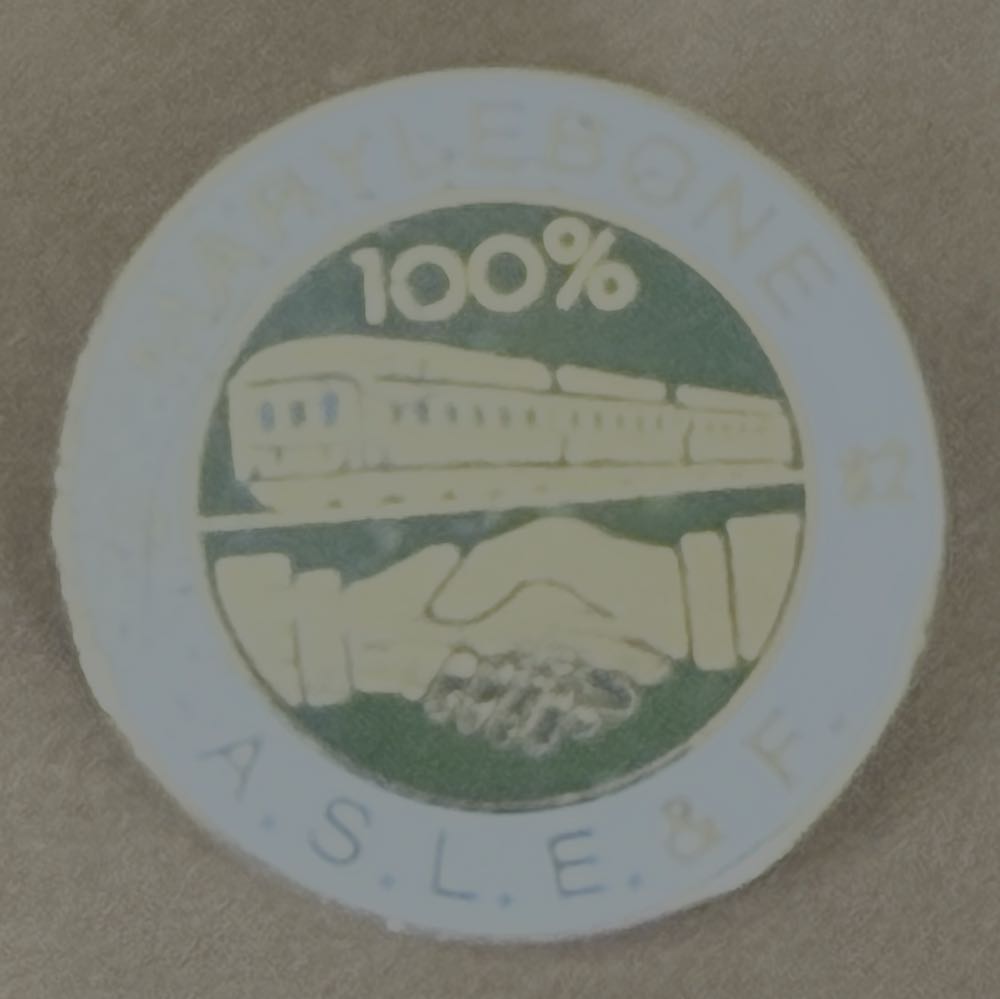 MARYLEBONE
100%
82
A.S.L.E. & F.